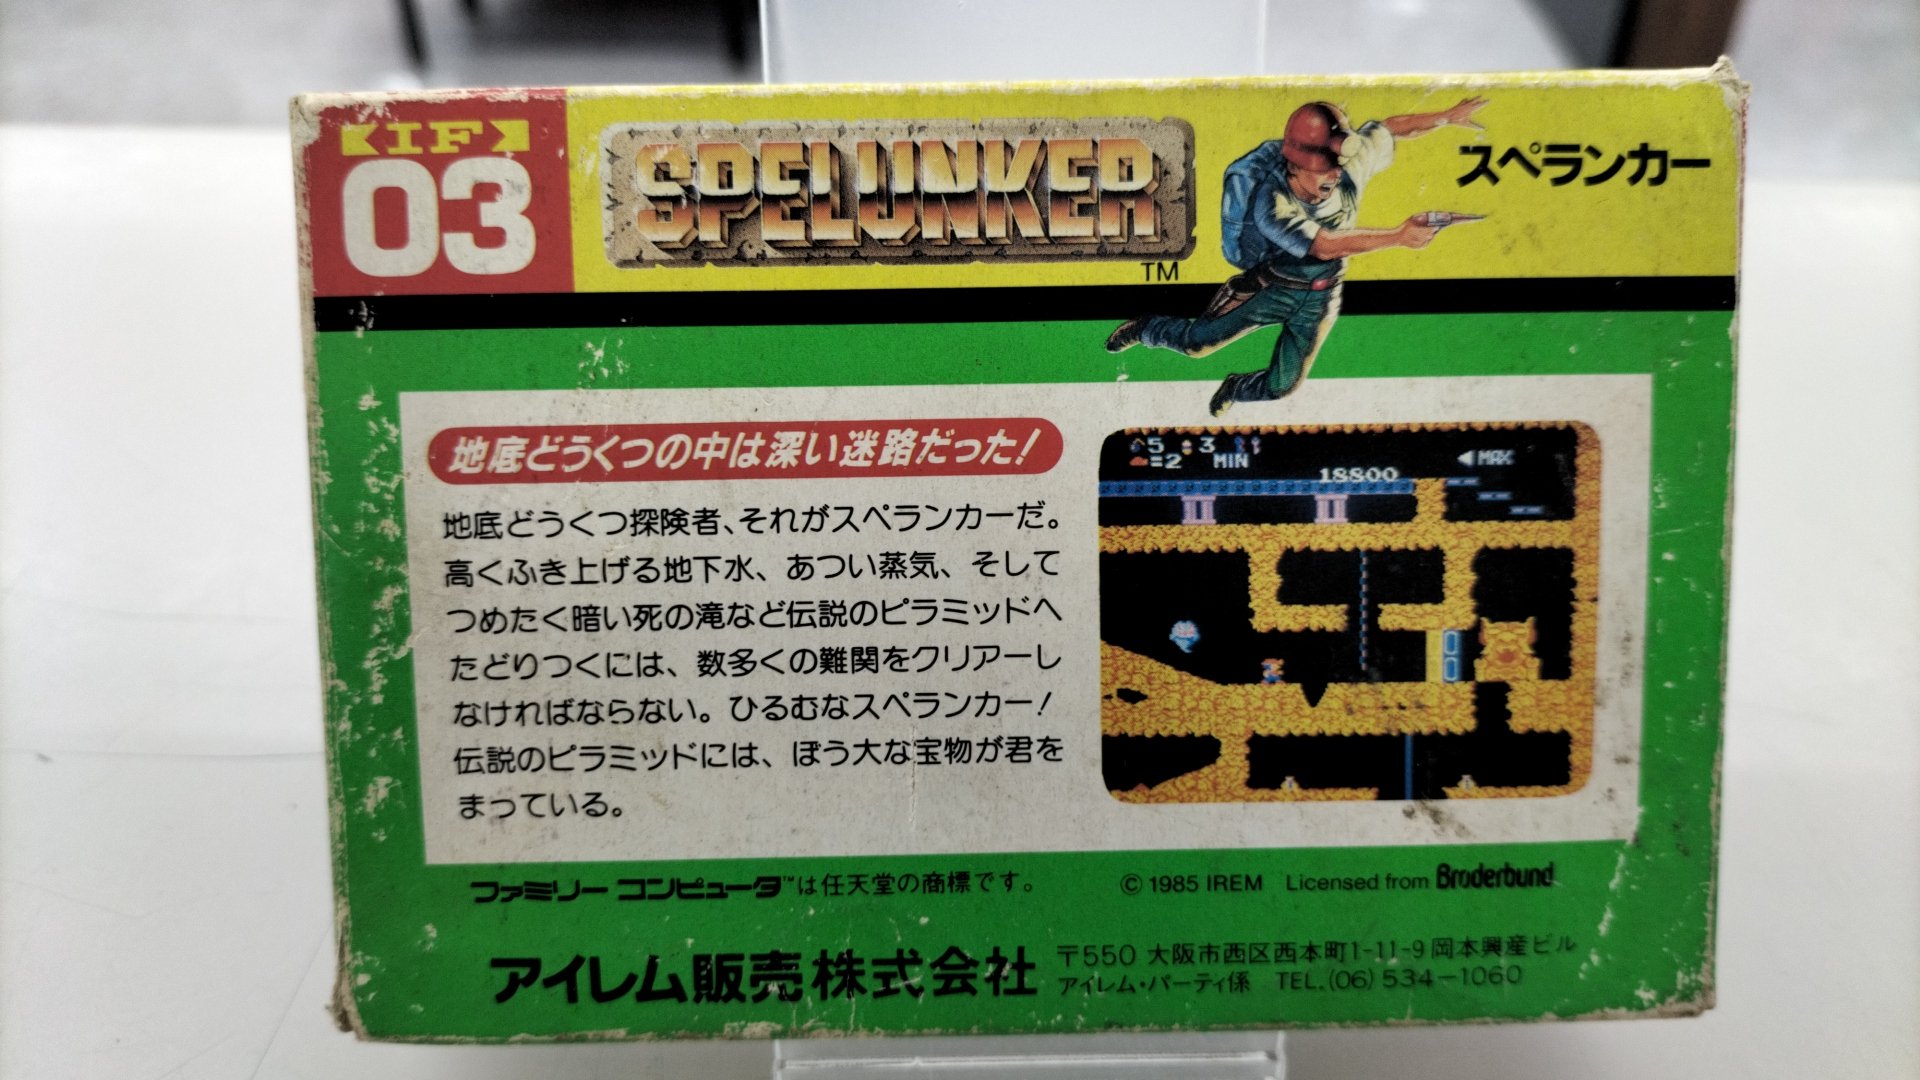 IF
03
SPELUNKER
TM
スペランカー
地底どうくつの中は深い迷路だった!
地底どうくつ探険者、それがスペランカーだ。
高くふき上げる地下水、あつい蒸気、そして
つめたく暗い死の滝など伝説のピラミッドへ
たどりつくには、数多くの難関をクリアーし
なければならない。ひるむなスペランカー!
伝説のピラミッドには、ぼう大な宝物が君を
まっている。
5 3
=2 MIN
18800
◀MAX
ファミリーコンピュータ™は任天堂の商標です。
© 1985 IREM Licensed from Brøderbund
アイレム販売株式会社
〒550 大阪市西区西本町1-11-9岡本興産ビル
アイレム・パーティ係 TEL.(06)534-1060